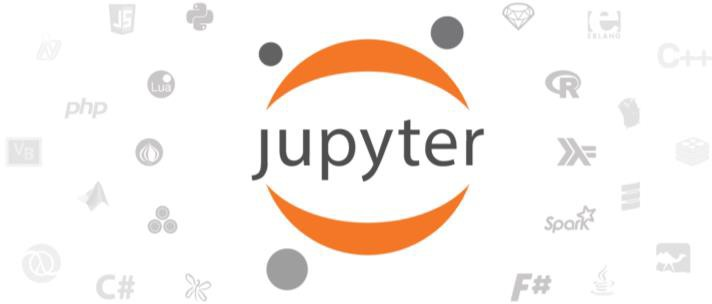 JS
ERLANG
C++
Lua
R
php
jupyter
VB
Spark
C#
F#